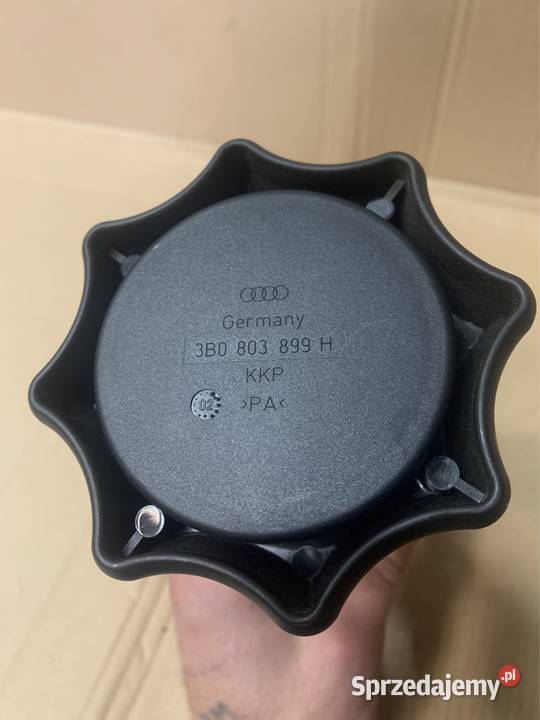 Germany
3B0 803 899 H
KKP
02 >PA<
Sprzedajemy.pl